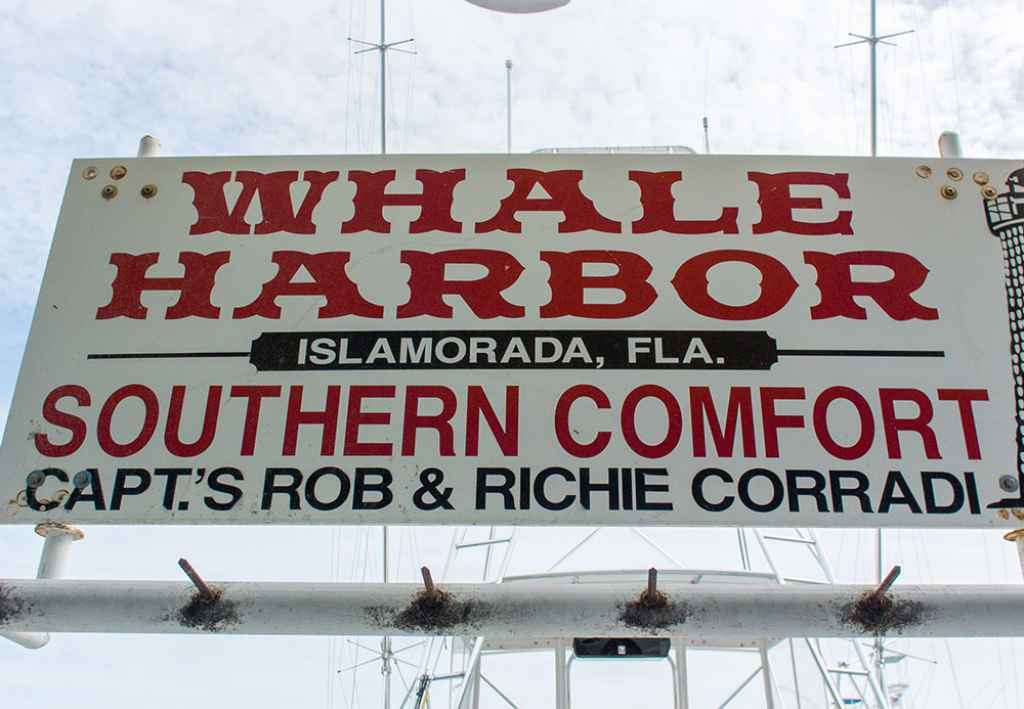 WHALE
HARBOR
ISLAMORADA, FLA.
SOUTHERN COMFORT
CAPT.'S ROB & RICHIE CORRADI